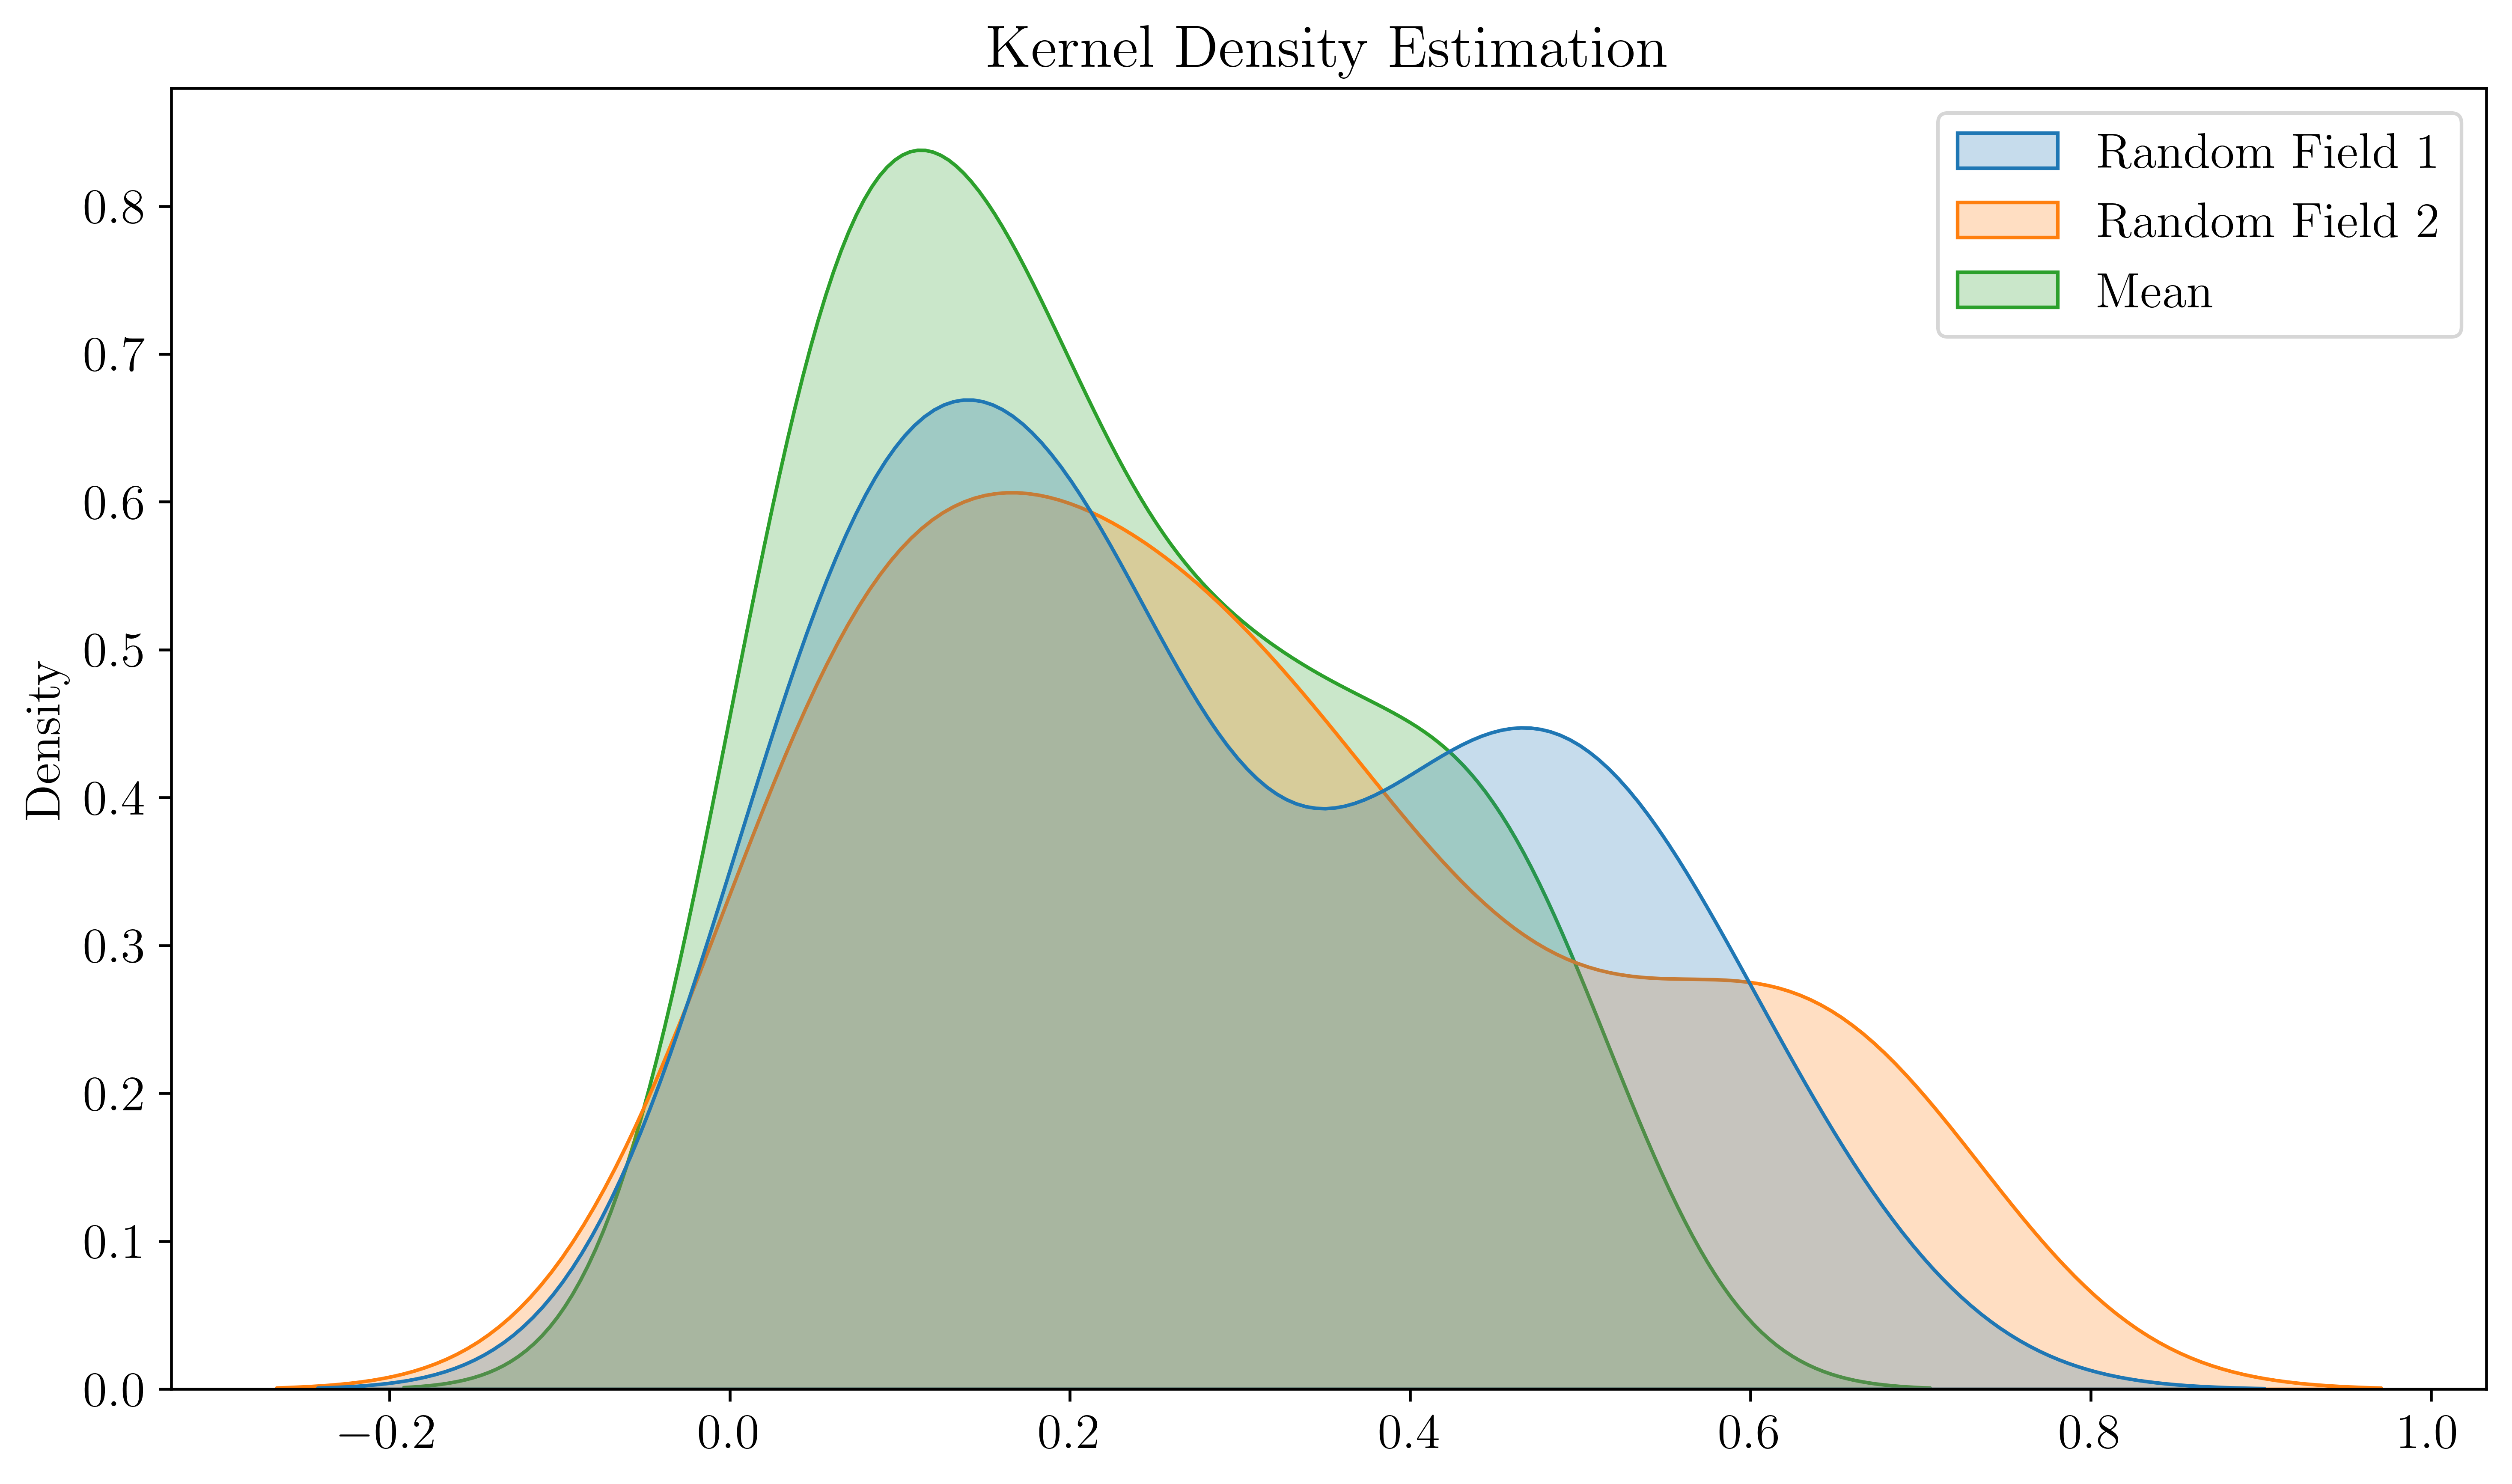 Kernel Density Estimation
Random Field 1
Random Field 2
Mean
Density
0.8
0.7
0.6
0.5
0.4
0.3
0.2
0.1
0.0
−0.2 0.0 0.2 0.4 0.6 0.8 1.0